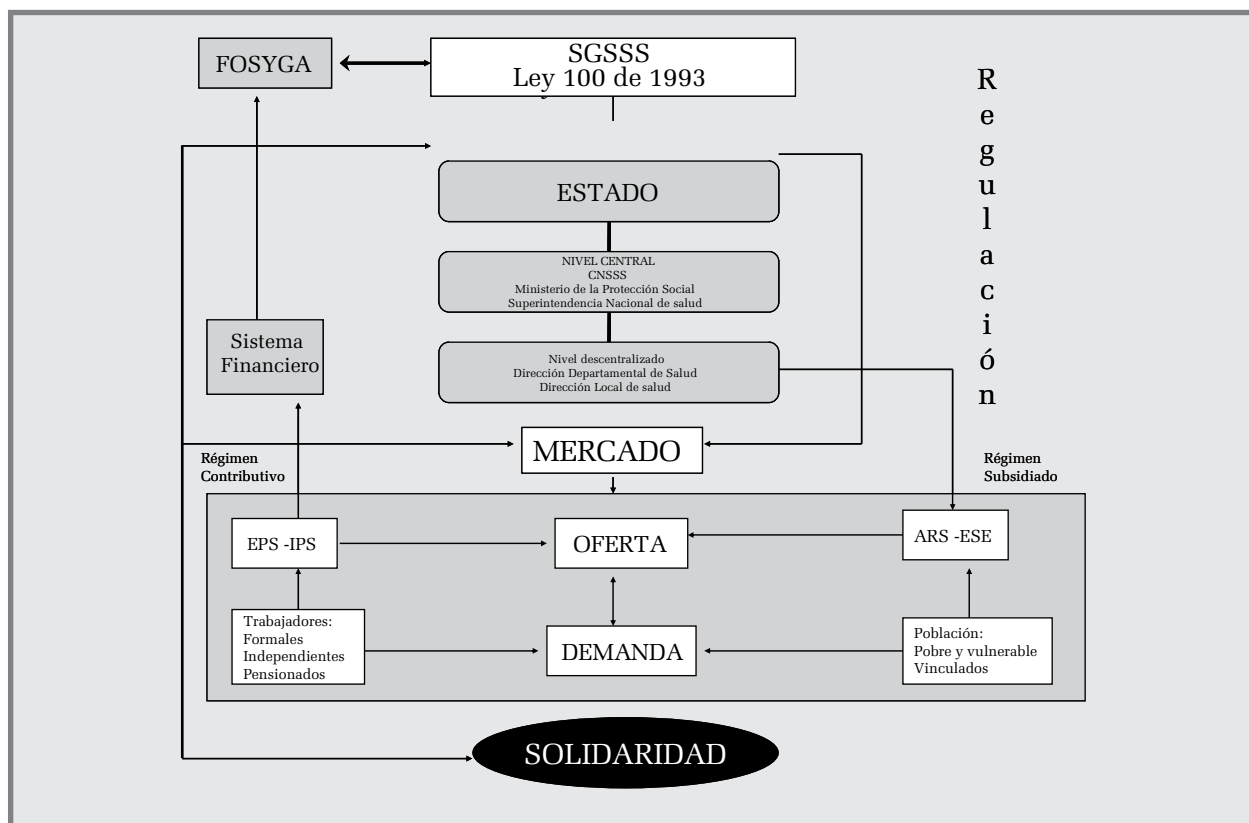 FOSYGA
SGSSS
Ley 100 de 1993
Regulación
ESTADO
NIVEL CENTRAL
CNSSS
Ministerio de la Protección Social
Superintendencia Nacional de salud
Sistema
Financiero
Nivel descentralizado
Dirección Departamental de Salud
Dirección Local de salud
MERCADO
Régimen
Contributivo
Régimen
Subsidiado
EPS -IPS
OFERTA
ARS -ESE
Trabajadores:
Formales
Independientes
Pensionados
DEMANDA
Población:
Pobre y vulnerable
Vinculados
SOLIDARIDAD